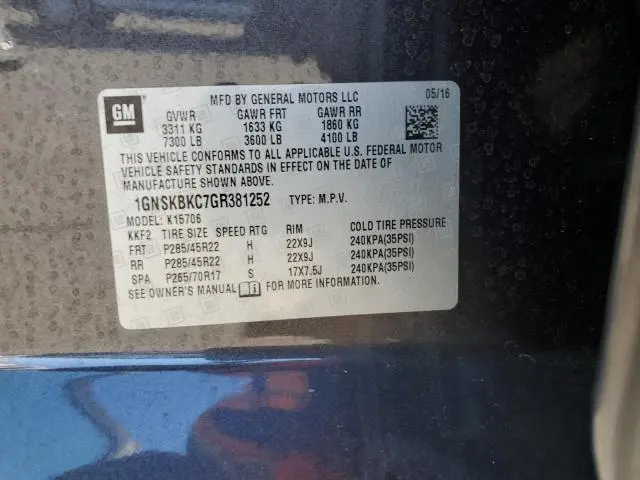 GM
MFD BY GENERAL MOTORS LLC
05/16
GVWR GAWR FRT GAWR RR
3311 KG 1633 KG 1860 KG
7300 LB 3600 LB 4100 LB
THIS VEHICLE CONFORMS TO ALL APPLICABLE U.S. FEDERAL MOTOR
VEHICLE SAFETY STANDARDS IN EFFECT ON THE DATE OF
MANUFACTURE SHOWN ABOVE.
1GNSKBKC7GR381252 TYPE: M.P.V.
MODEL: K15706
KKF2 TIRE SIZE SPEED RTG RIM COLD TIRE PRESSURE
FRT P285/45R22 H 22X9J 240KPA(35PSI)
RR P285/45R22 H 22X9J 240KPA(35PSI)
SPA P265/70R17 S 17X7.5J 240KPA(35PSI)
SEE OWNER'S MANUAL FOR MORE INFORMATION.